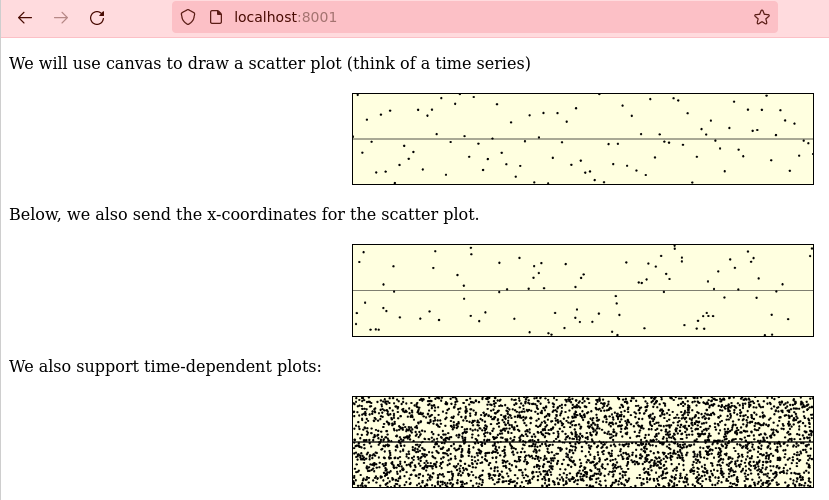 localhost:8001
We will use canvas to draw a scatter plot (think of a time series)
Below, we also send the x-coordinates for the scatter plot.
We also support time-dependent plots: